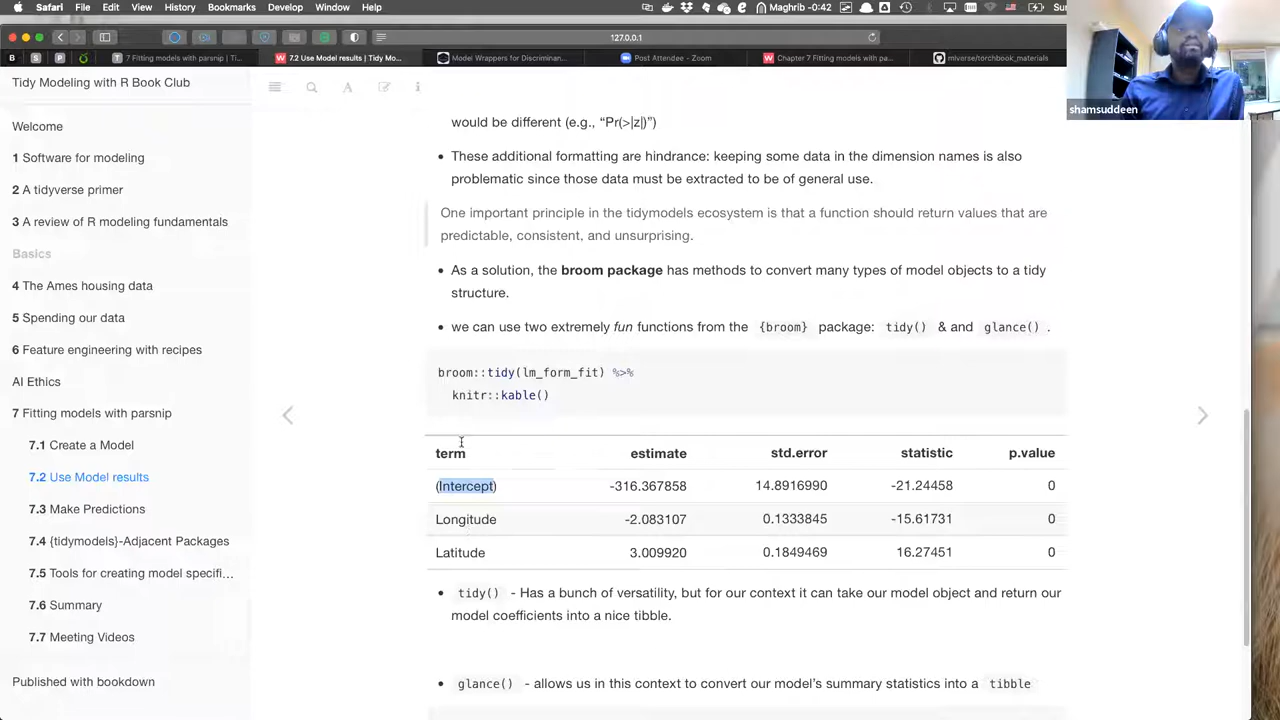 Safari File Edit View History Bookmarks Develop Window Help
Maghrib -0:42
127.0.0.1
B S P
7 Fitting models with parsnip | Ti...
7.2 Use Model results | Tidy Mo...
Model Wrappers for Discriminan...
Post Attendee - Zoom
Chapter 7 Fitting models with pa...
mlverse/torchbook_materials
shamsuddeen
Tidy Modeling with R Book Club
Welcome
1 Software for modeling
2 A tidyverse primer
3 A review of R modeling fundamentals
Basics
4 The Ames housing data
5 Spending our data
6 Feature engineering with recipes
AI Ethics
7 Fitting models with parsnip
7.1 Create a Model
7.2 Use Model results
7.3 Make Predictions
7.4 {tidymodels}-Adjacent Packages
7.5 Tools for creating model specifi...
7.6 Summary
7.7 Meeting Videos
Published with bookdown
would be different (e.g., “Pr(>|z|)”)
• These additional formatting are hindrance: keeping some data in the dimension names is also
problematic since those data must be extracted to be of general use.
One important principle in the tidymodels ecosystem is that a function should return values that are
predictable, consistent, and unsurprising.
• As a solution, the broom package has methods to convert many types of model objects to a tidy
structure.
• we can use two extremely fun functions from the {broom} package: tidy() & and glance() .
broom::tidy(lm_form_fit) %>%
knitr::kable()
term estimate std.error statistic p.value
(Intercept) -316.367858 14.8916990 -21.24458 0
Longitude -2.083107 0.1333845 -15.61731 0
Latitude 3.009920 0.1849469 16.27451 0
• tidy() - Has a bunch of versatility, but for our context it can take our model object and return our
model coefficients into a nice tibble.
• glance() - allows us in this context to convert our model’s summary statistics into a tibble